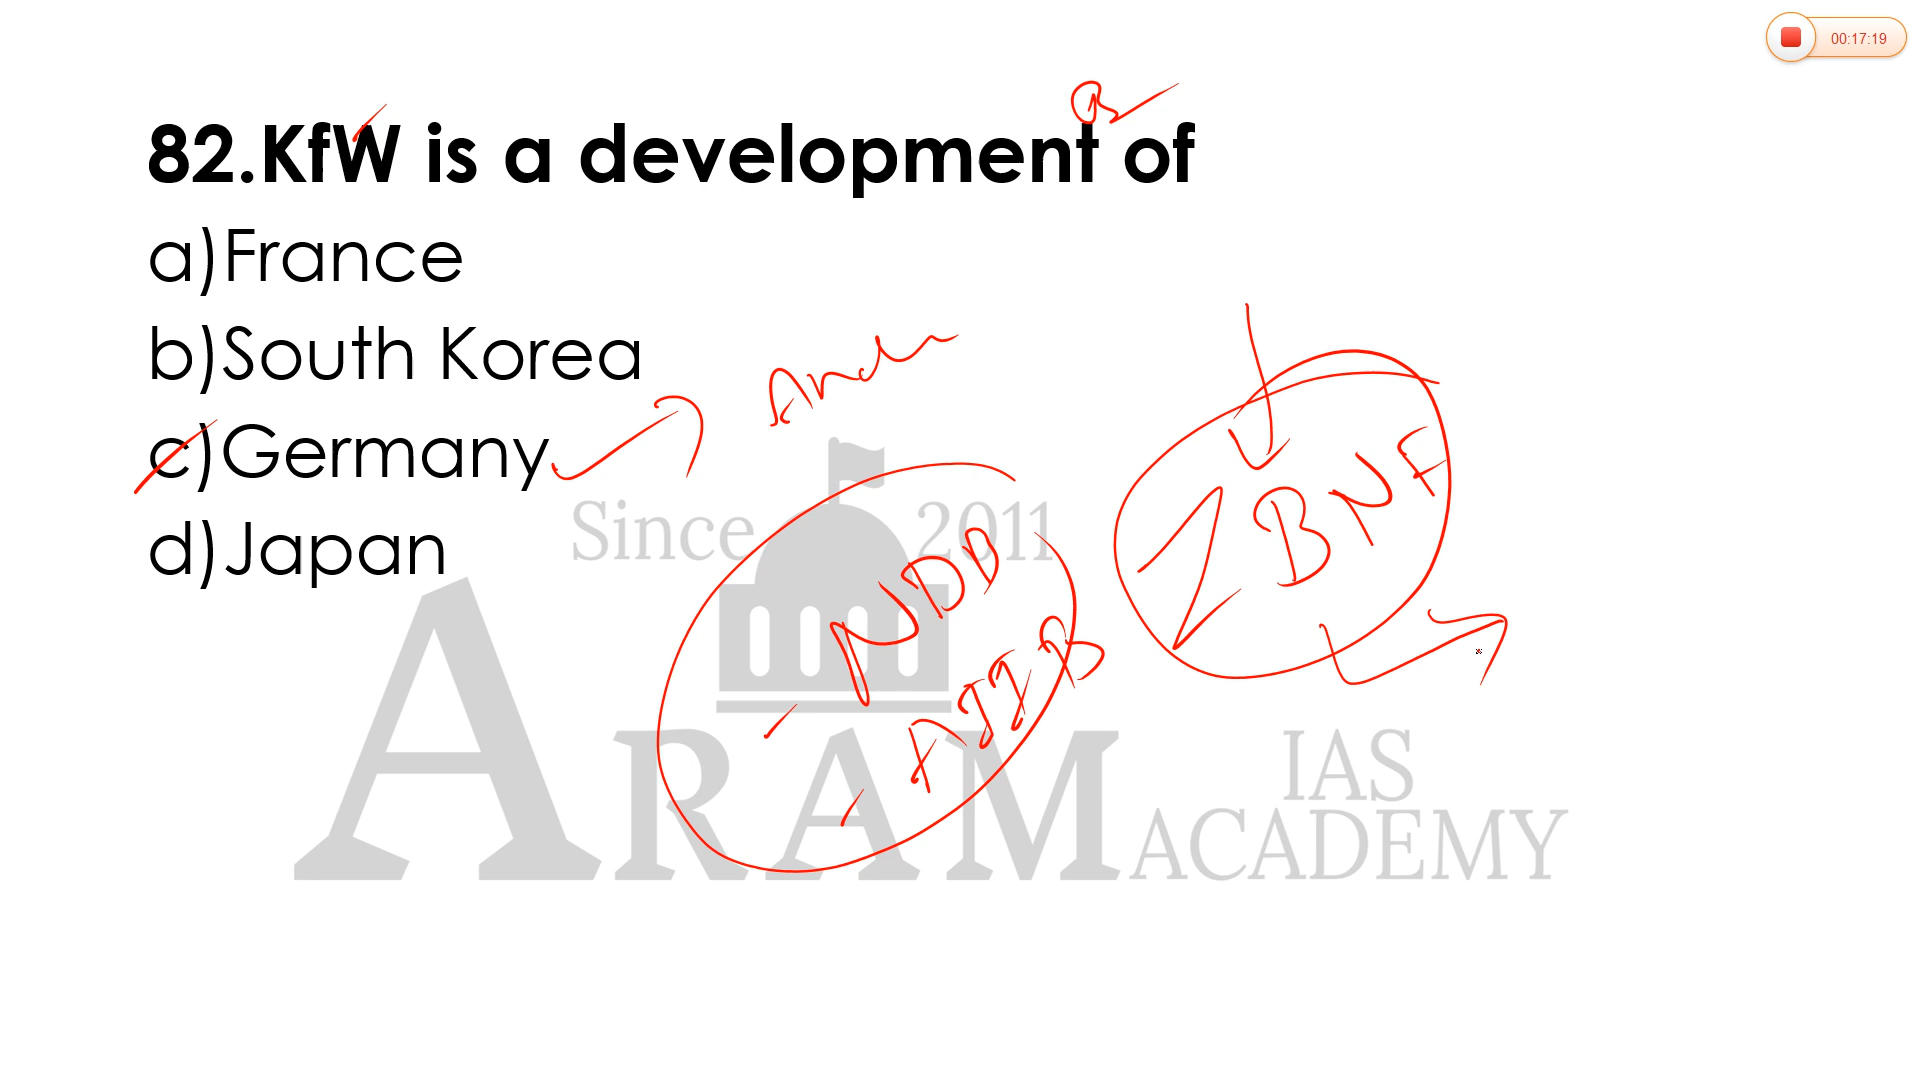 00:17:19
82.KfW is a development of
a)France
b)South Korea
c)Germany
d)Japan
ZBNF
NDB
AIIB
Since 2011
ARAM IAS ACADEMY